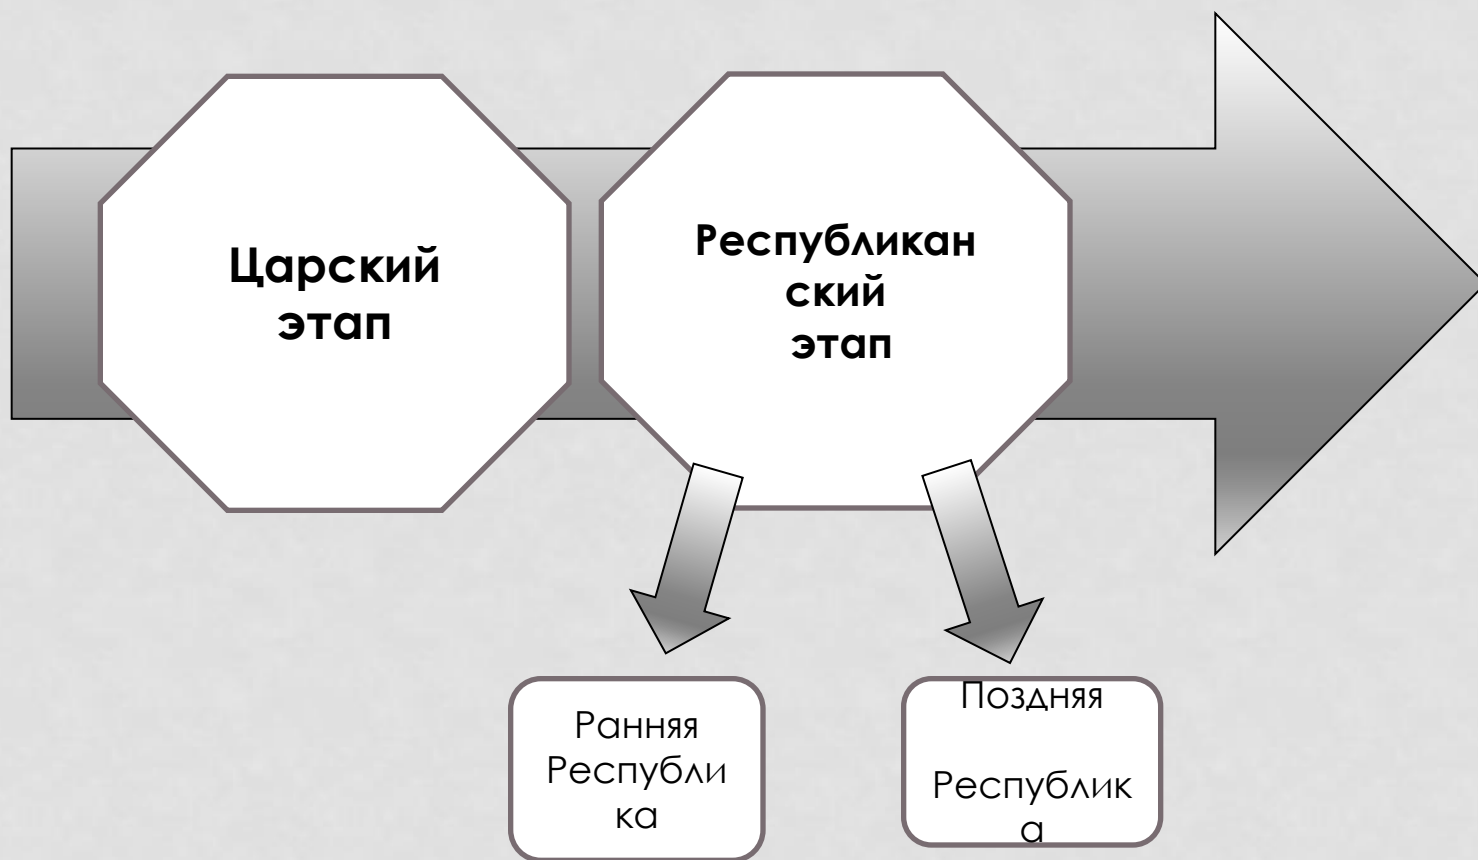 Царский
этап
Республикан
ский
этап
Ранняя
Республи
ка
Поздняя
Республик
а